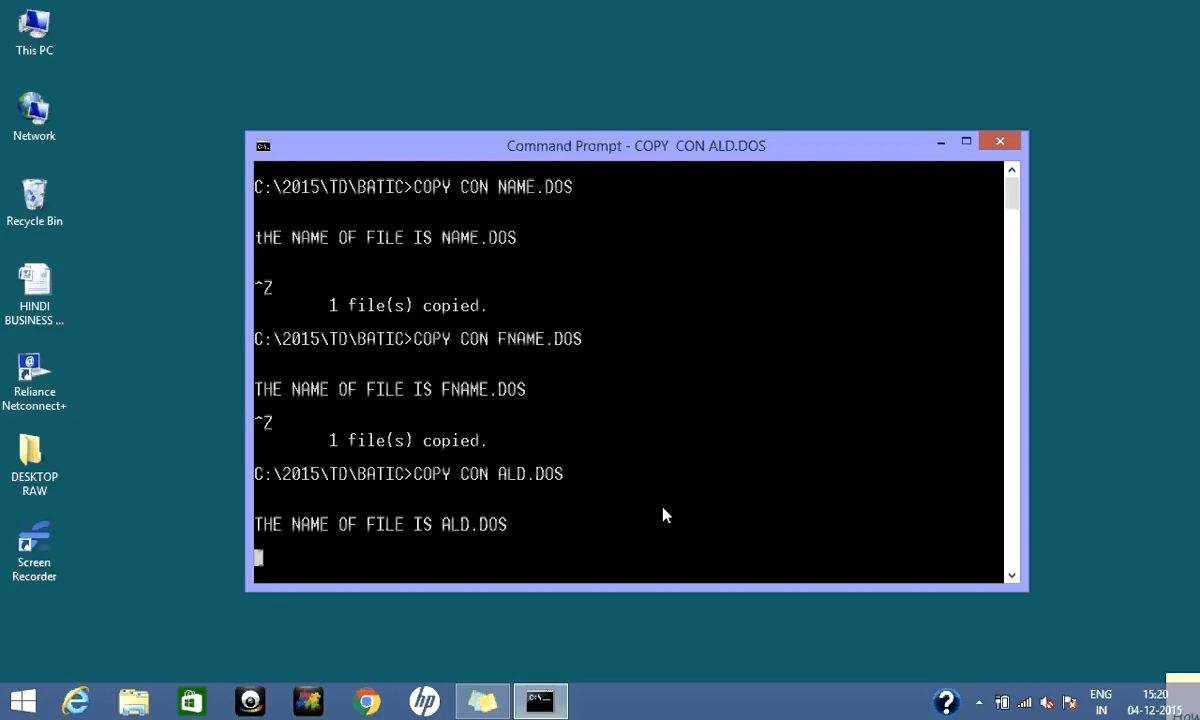 This PC
Network
Recycle Bin
HINDI
BUSINESS ...
Reliance
Netconnect+
DESKTOP
RAW
Screen
Recorder
Command Prompt - COPY  CON ALD.DOS
C:\2015\TD\BATIC>COPY CON NAME.DOS
tHE NAME OF FILE IS NAME.DOS
^Z
1 file(s) copied.
C:\2015\TD\BATIC>COPY CON FNAME.DOS
THE NAME OF FILE IS FNAME.DOS
^Z
1 file(s) copied.
C:\2015\TD\BATIC>COPY CON ALD.DOS
THE NAME OF FILE IS ALD.DOS
hp
C:\.
ENG
IN
15:20
04-12-2015